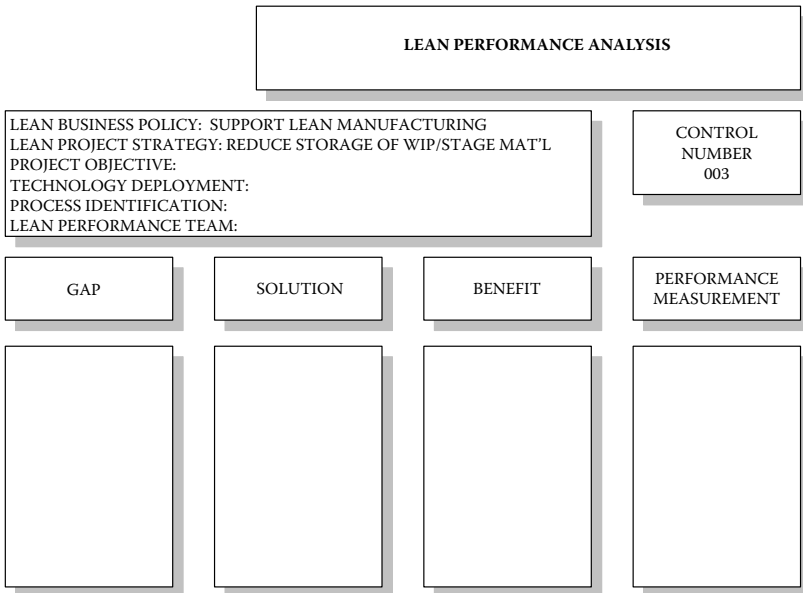 LEAN PERFORMANCE ANALYSIS
LEAN BUSINESS POLICY: SUPPORT LEAN MANUFACTURING
LEAN PROJECT STRATEGY: REDUCE STORAGE OF WIP/STAGE MAT'L
PROJECT OBJECTIVE:
TECHNOLOGY DEPLOYMENT:
PROCESS IDENTIFICATION:
LEAN PERFORMANCE TEAM:
CONTROL
NUMBER
003
GAP
SOLUTION
BENEFIT
PERFORMANCE
MEASUREMENT